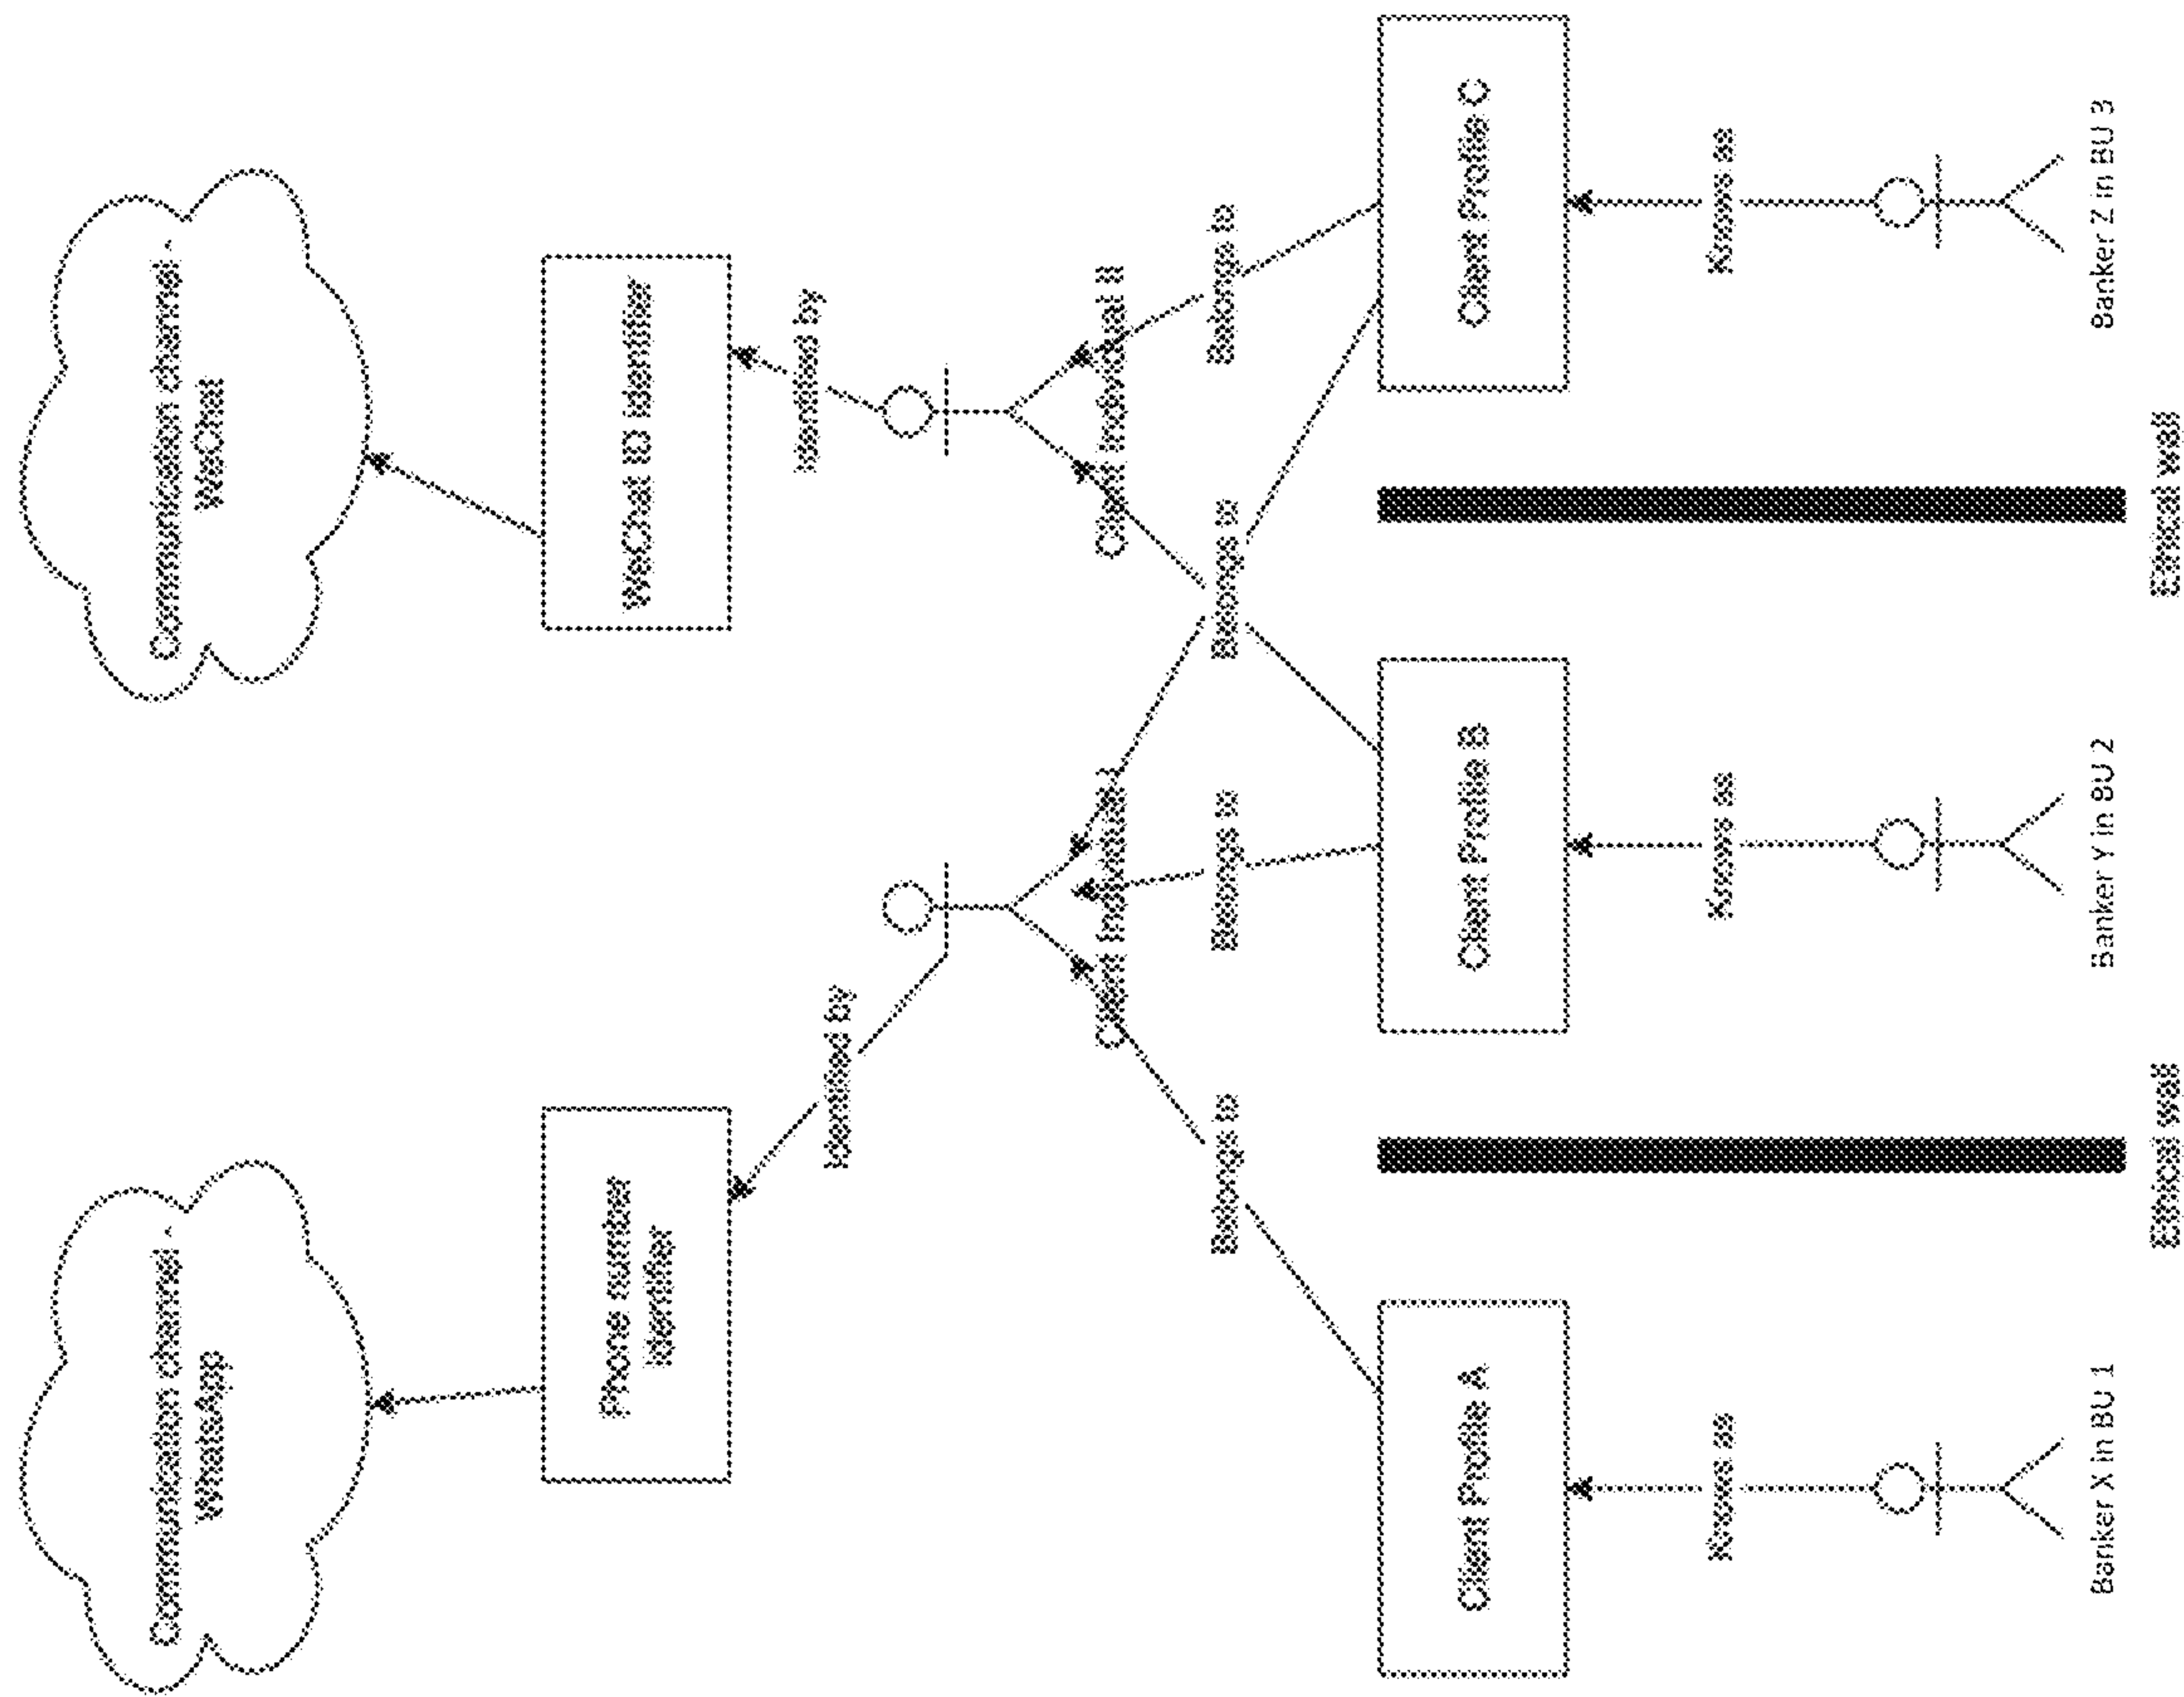 Communication channel -
WhatsApp
Communication channel -
WeChat
Phone number
identifier
WeChat ID identifier
Identified by
Identified by
Client Individual I
Client Individual II
Belongs to
Belongs to
Belongs to
Belongs to
Client Profile A
Client Profile B
Client Profile C
Knows as
Knows as
Knows as
Banker X in BU 1
Banker Y in BU 2
Banker Z in BU 3
Ethical wall
Ethical wall